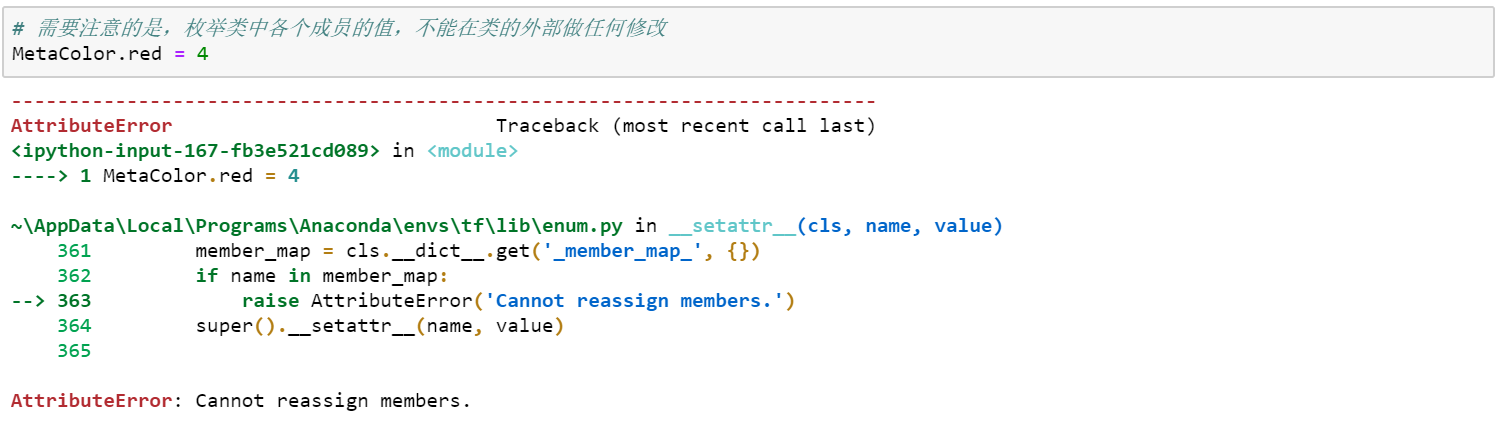 # 需要注意的是，枚举类中各个成员的值，不能在类的外部做任何修改
MetaColor.red = 4
---------------------------------------------------------------------------
AttributeError                            Traceback (most recent call last)
<ipython-input-167-fb3e521cd089> in <module>
----> 1 MetaColor.red = 4
~\AppData\Local\Programs\Anaconda\envs\tf\lib\enum.py in __setattr__(cls, name, value)
    361         member_map = cls.__dict__.get('_member_map_', {})
    362         if name in member_map:
--> 363             raise AttributeError('Cannot reassign members.')
    364         super().__setattr__(name, value)
    365
AttributeError: Cannot reassign members.